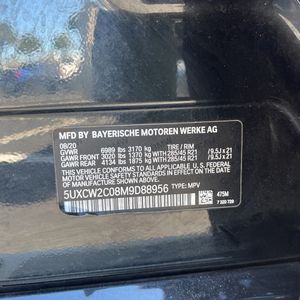 MFD BY BAYERISCHE MOTOREN WERKE AG
08/20
GVWR 6989 lbs 3170 kg TIRE / RIM
GAWR FRONT 3020 lbs 1370 kg 285/45 R21 /9.5J x 21
GAWR REAR 4134 lbs 1875 kg 285/45 R21 /9.5J x 21
THIS VEHICLE CONFORMS TO ALL APPLICABLE U.S. FEDERAL
MOTOR VEHICLE SAFETY STANDARDS IN EFFECT ON THE DATE
OF MANUFACTURE SHOWN ABOVE.
5UXCW2C08M9D88956 TYPE: MPV
475M
7 320 720